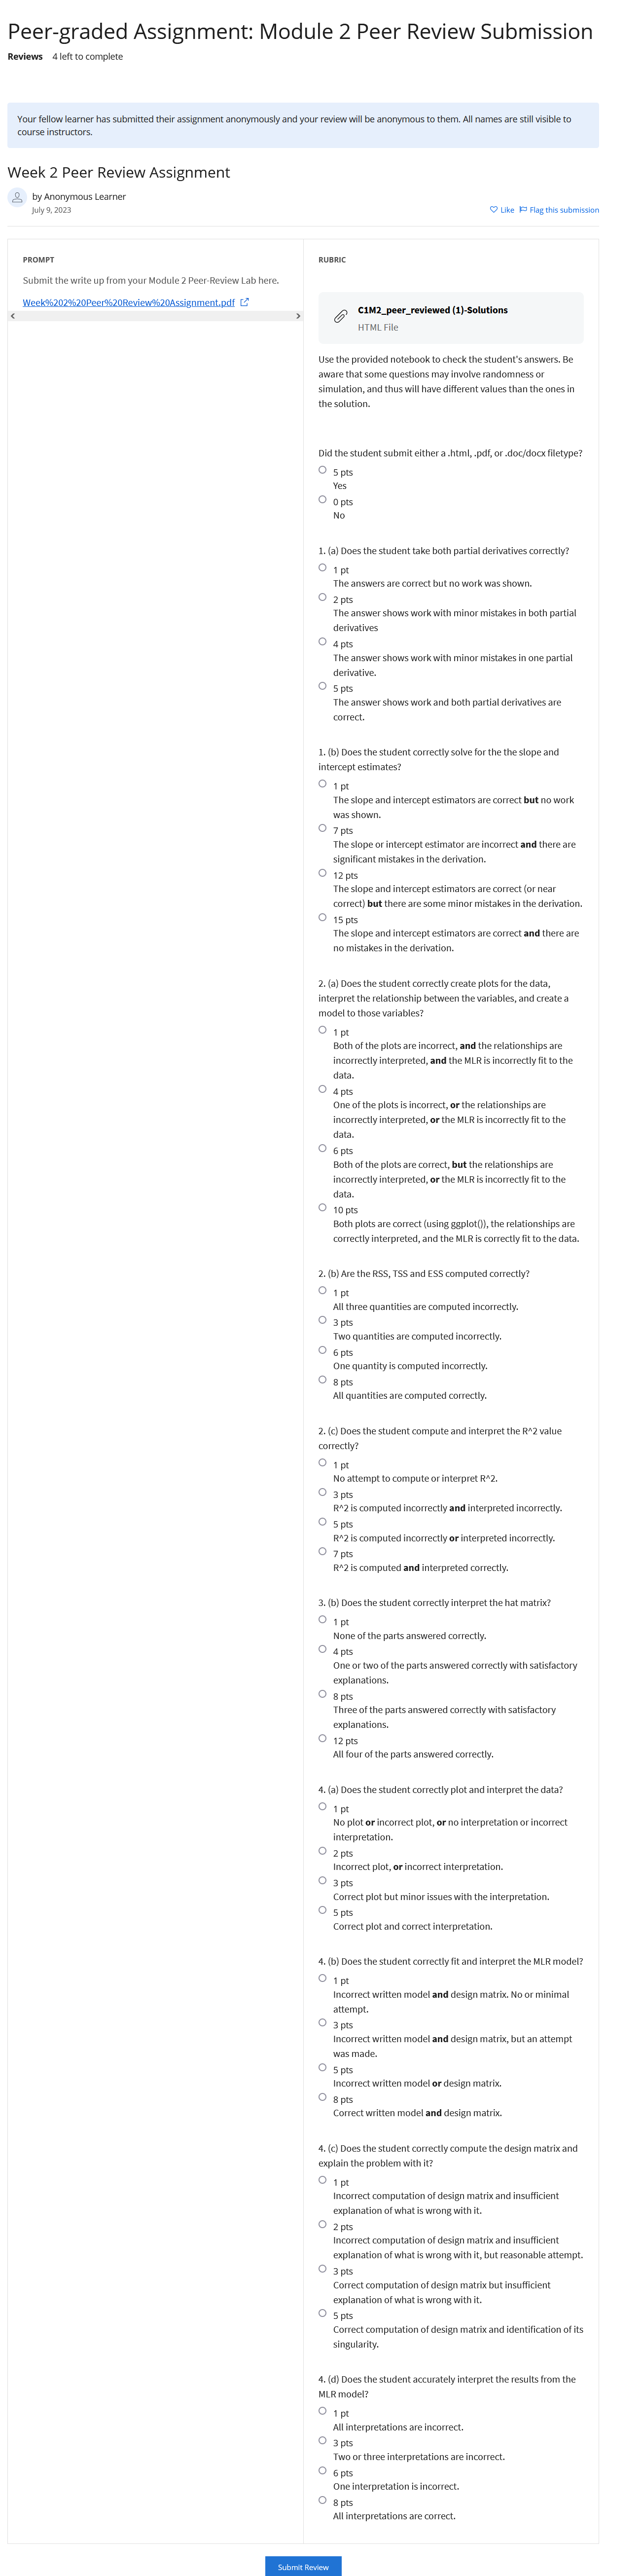 Peer-graded Assignment: Module 2 Peer Review Submission
Reviews 4 left to complete
Your fellow learner has submitted their assignment anonymously and your review will be anonymous to them. All names are still visible to
course instructors.
Week 2 Peer Review Assignment
by Anonymous Learner
July 9, 2023
Like Flag this submission
PROMPT
Submit the write up from your Module 2 Peer-Review Lab here.
Week%202%20Peer%20Review%20Assignment.pdf
RUBRIC
C1M2_peer_reviewed (1)-Solutions
HTML File
Use the provided notebook to check the student's answers. Be
aware that some questions may involve randomness or
simulation, and thus will have different values than the ones in
the solution.
Did the student submit either a .html, .pdf, or .doc/docx filetype?
5 pts
Yes
0 pts
No
1. (a) Does the student take both partial derivatives correctly?
1 pt
The answers are correct but no work was shown.
2 pts
The answer shows work with minor mistakes in both partial
derivatives
4 pts
The answer shows work with minor mistakes in one partial
derivative.
5 pts
The answer shows work and both partial derivatives are
correct.
1. (b) Does the student correctly solve for the the slope and
intercept estimates?
1 pt
The slope and intercept estimators are correct but no work
was shown.
7 pts
The slope or intercept estimator are incorrect and there are
significant mistakes in the derivation.
12 pts
The slope and intercept estimators are correct (or near
correct) but there are some minor mistakes in the derivation.
15 pts
The slope and intercept estimators are correct and there are
no mistakes in the derivation.
2. (a) Does the student correctly create plots for the data,
interpret the relationship between the variables, and create a
model to those variables?
1 pt
Both of the plots are incorrect, and the relationships are
incorrectly interpreted, and the MLR is incorrectly fit to the
data.
4 pts
One of the plots is incorrect, or the relationships are
incorrectly interpreted, or the MLR is incorrectly fit to the
data.
6 pts
Both of the plots are correct, but the relationships are
incorrectly interpreted, or the MLR is incorrectly fit to the
data.
10 pts
Both plots are correct (using ggplot()), the relationships are
correctly interpreted, and the MLR is correctly fit to the data.
2. (b) Are the RSS, TSS and ESS computed correctly?
1 pt
All three quantities are computed incorrectly.
3 pts
Two quantities are computed incorrectly.
6 pts
One quantity is computed incorrectly.
8 pts
All quantities are computed correctly.
2. (c) Does the student compute and interpret the R^2 value
correctly?
1 pt
No attempt to compute or interpret R^2.
3 pts
R^2 is computed incorrectly and interpreted incorrectly.
5 pts
R^2 is computed incorrectly or interpreted incorrectly.
7 pts
R^2 is computed and interpreted correctly.
3. (b) Does the student correctly interpret the hat matrix?
1 pt
None of the parts answered correctly.
4 pts
One or two of the parts answered correctly with satisfactory
explanations.
8 pts
Three of the parts answered correctly with satisfactory
explanations.
12 pts
All four of the parts answered correctly.
4. (a) Does the student correctly plot and interpret the data?
1 pt
No plot or incorrect plot, or no interpretation or incorrect
interpretation.
2 pts
Incorrect plot, or incorrect interpretation.
3 pts
Correct plot but minor issues with the interpretation.
5 pts
Correct plot and correct interpretation.
4. (b) Does the student correctly fit and interpret the MLR model?
1 pt
Incorrect written model and design matrix. No or minimal
attempt.
3 pts
Incorrect written model and design matrix, but an attempt
was made.
5 pts
Incorrect written model or design matrix.
8 pts
Correct written model and design matrix.
4. (c) Does the student correctly compute the design matrix and
explain the problem with it?
1 pt
Incorrect computation of design matrix and insufficient
explanation of what is wrong with it.
2 pts
Incorrect computation of design matrix and insufficient
explanation of what is wrong with it, but reasonable attempt.
3 pts
Correct computation of design matrix but insufficient
explanation of what is wrong with it.
5 pts
Correct computation of design matrix and identification of its
singularity.
4. (d) Does the student accurately interpret the results from the
MLR model?
1 pt
All interpretations are incorrect.
3 pts
Two or three interpretations are incorrect.
6 pts
One interpretation is incorrect.
8 pts
All interpretations are correct.
Submit Review